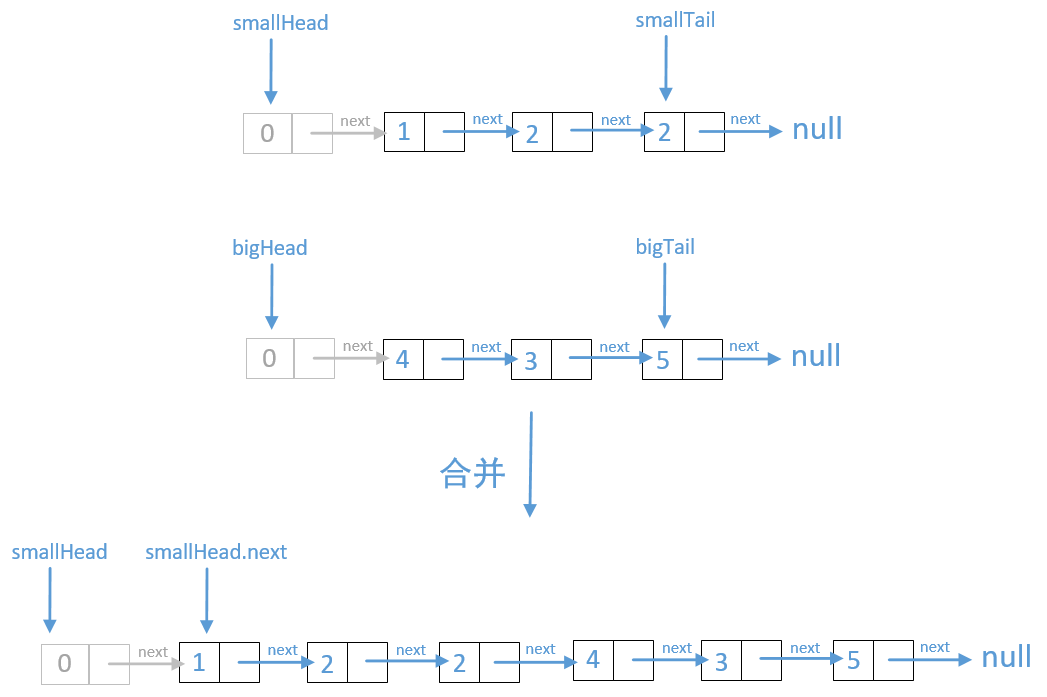 smallHead smallTail
0 next 1 next 2 next 2 next null
bigHead bigTail
0 next 4 next 3 next 5 next null
合并
smallHead smallHead.next
0 next 1 next 2 next 2 next 4 next 3 next 5 next null